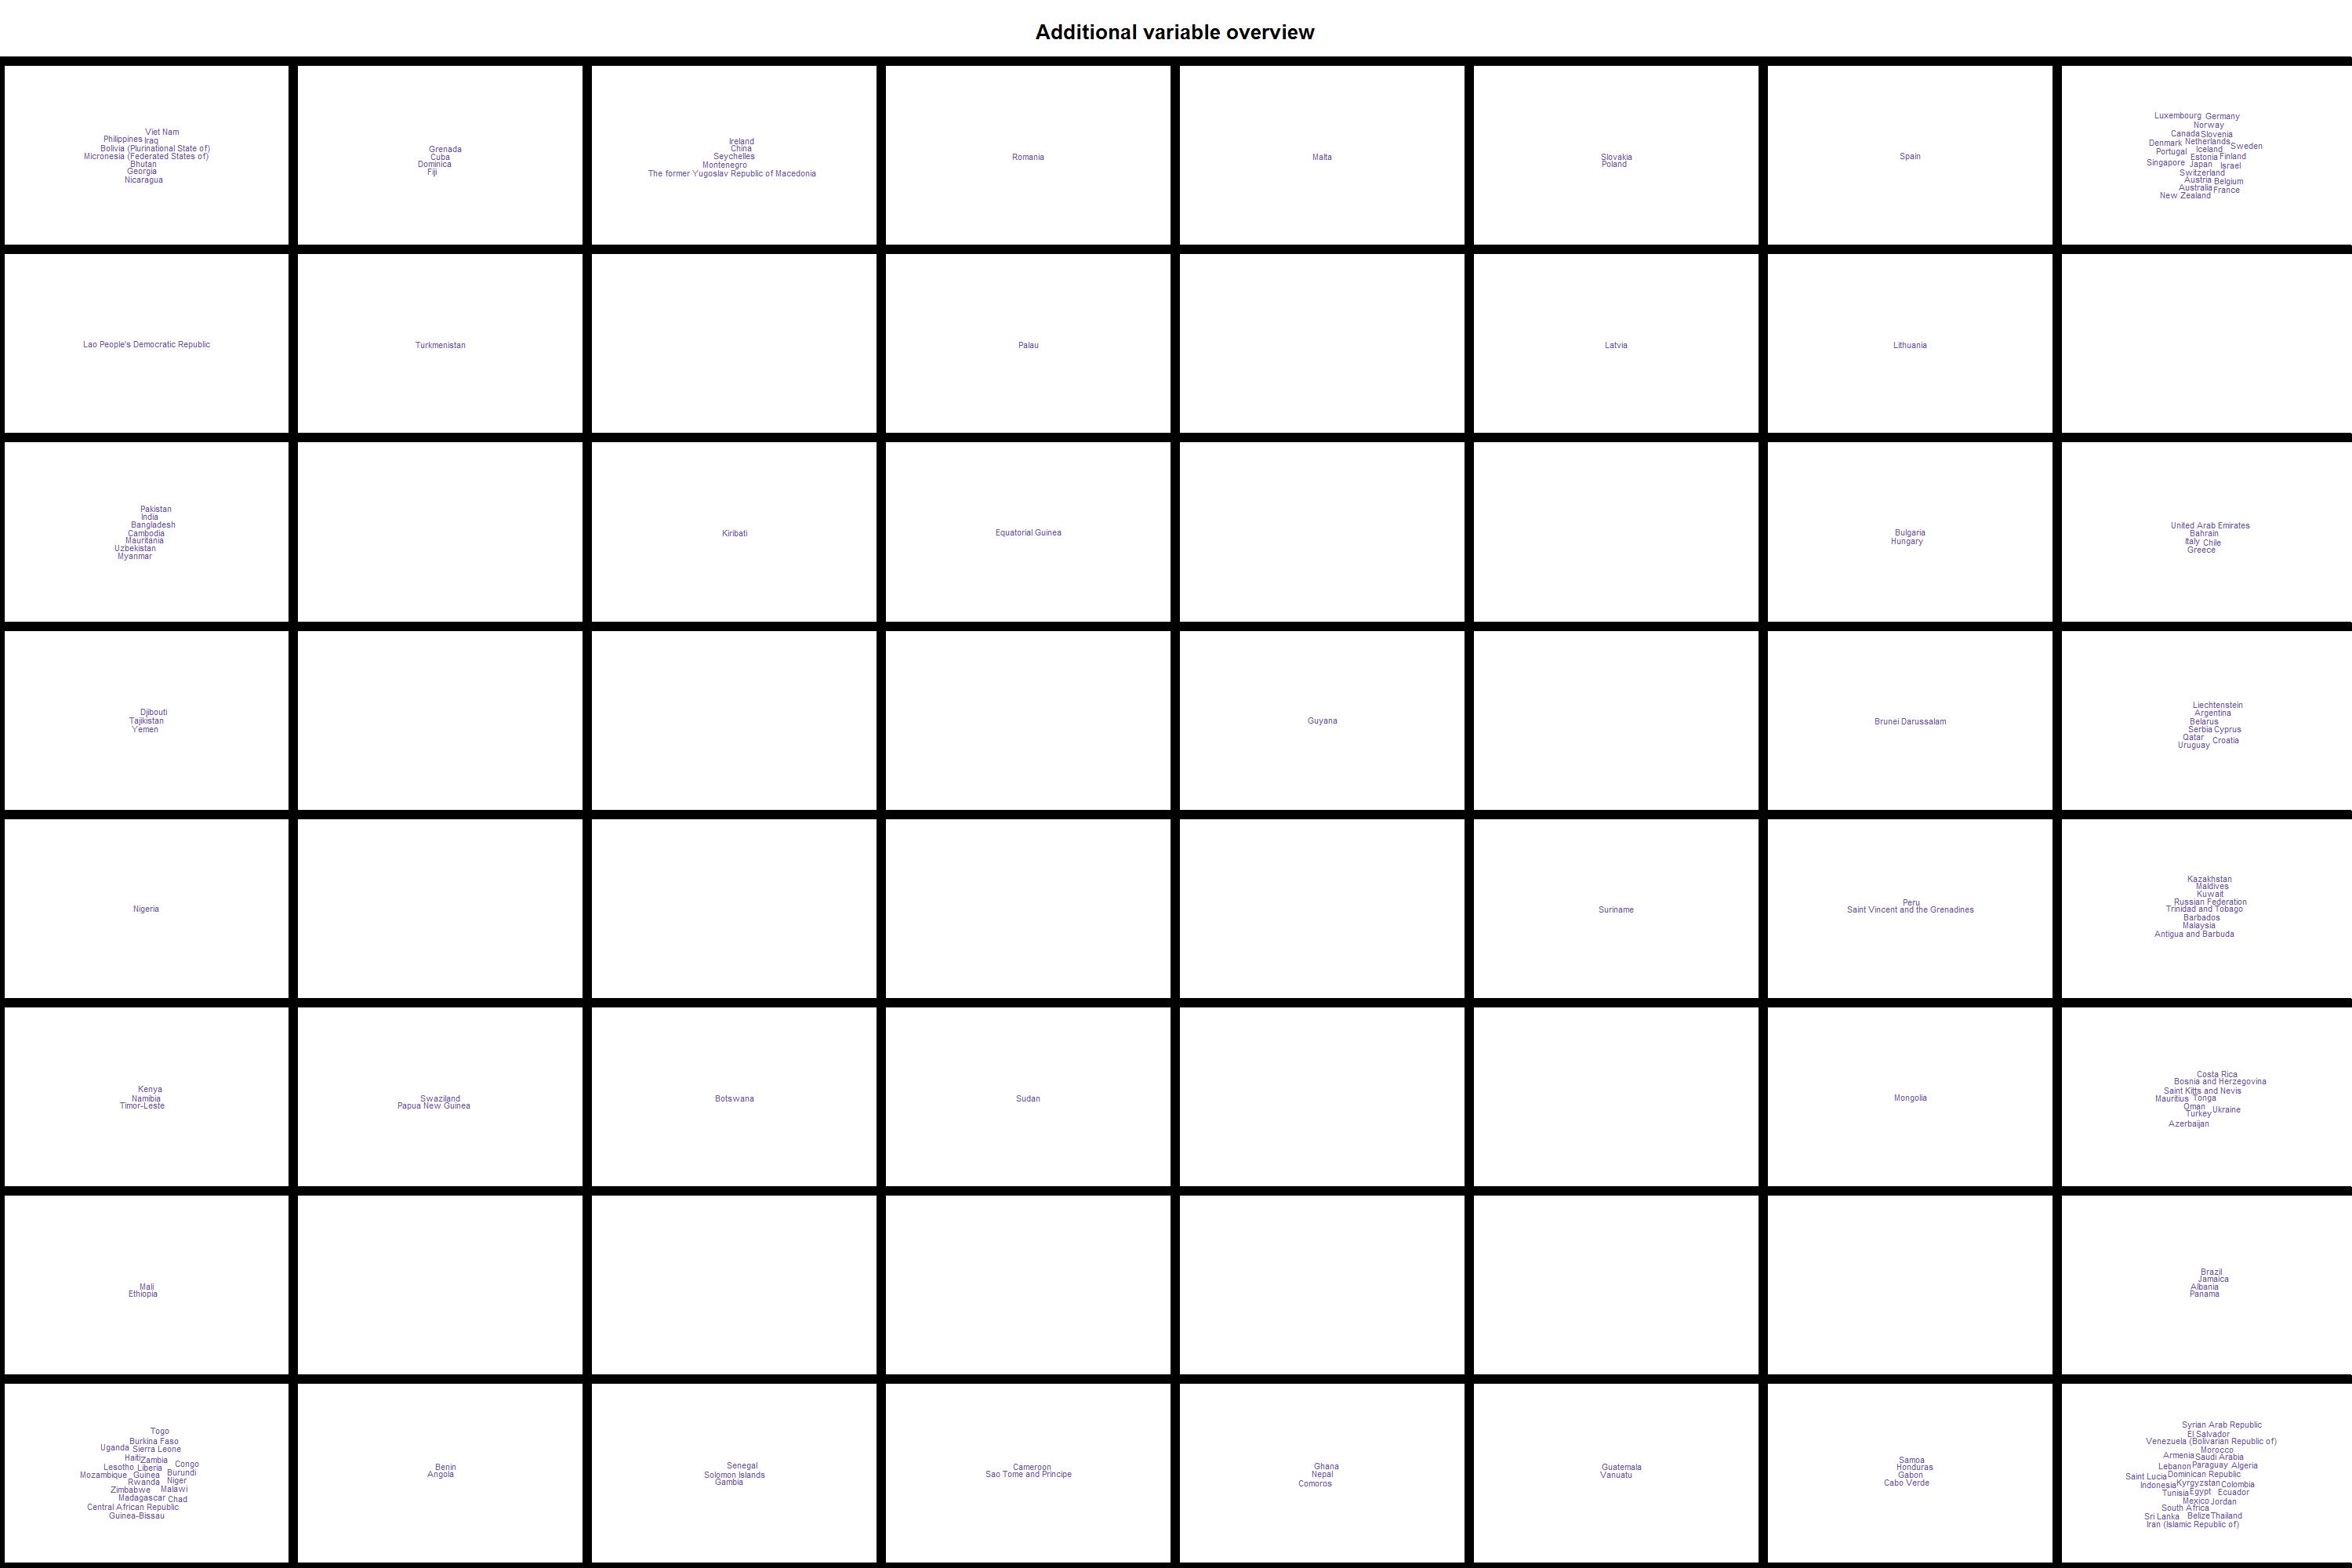 Additional variable overview
Viet Nam
Philippines Iraq
Bolivia (Plurinational State of)
Micronesia (Federated States of)
Bhutan
Georgia
Nicaragua
Grenada
Cuba
Dominica
Fiji
Ireland
China
Seychelles
Montenegro
The former Yugoslav Republic of Macedonia
Romania
Malta
Slovakia
Poland
Spain
Luxembourg Germany
Norway
Canada Slovenia
Denmark Netherlands Sweden
Portugal Iceland
Estonia Finland
Singapore Japan Israel
Switzerland
Austria Belgium
Australia France
New Zealand
Lao People's Democratic Republic
Turkmenistan
Palau
Latvia
Lithuania
Pakistan
India
Bangladesh
Cambodia
Mauritania
Uzbekistan
Myanmar
Kiribati
Equatorial Guinea
Bulgaria
Hungary
United Arab Emirates
Bahrain
Italy Chile
Greece
Djibouti
Tajikistan
Yemen
Guyana
Brunei Darussalam
Liechtenstein
Argentina
Belarus
Serbia Cyprus
Qatar Croatia
Uruguay
Nigeria
Suriname
Peru
Saint Vincent and the Grenadines
Kazakhstan
Maldives
Kuwait
Russian Federation
Trinidad and Tobago
Barbados
Malaysia
Antigua and Barbuda
Kenya
Namibia
Timor-Leste
Swaziland
Papua New Guinea
Botswana
Sudan
Mongolia
Costa Rica
Bosnia and Herzegovina
Saint Kitts and Nevis
Mauritius Tonga
Oman Ukraine
Turkey
Azerbaijan
Mali
Ethiopia
Brazil
Jamaica
Albania
Panama
Togo
Burkina Faso
Uganda Sierra Leone
Haiti Zambia
Lesotho Liberia Congo
Mozambique Guinea Burundi
Rwanda Niger
Zimbabwe Malawi
Madagascar Chad
Central African Republic
Guinea-Bissau
Benin
Angola
Senegal
Solomon Islands
Gambia
Cameroon
Sao Tome and Principe
Ghana
Nepal
Comoros
Guatemala
Vanuatu
Samoa
Honduras
Gabon
Cabo Verde
Syrian Arab Republic
El Salvador
Venezuela (Bolivarian Republic of)
Morocco
Armenia Saudi Arabia
Lebanon Paraguay Algeria
Saint Lucia Dominican Republic
Indonesia Kyrgyzstan Colombia
Tunisia Egypt Ecuador
Mexico Jordan
South Africa
Sri Lanka Belize Thailand
Iran (Islamic Republic of)